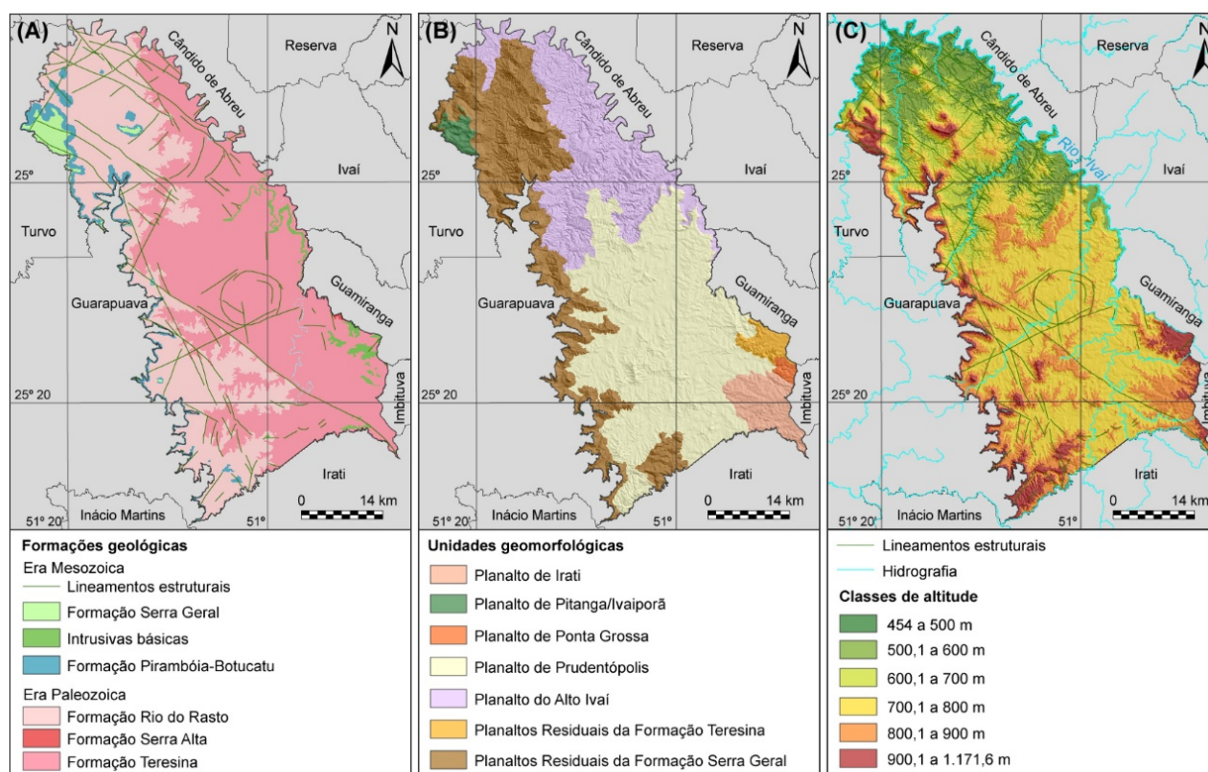 (A)
Cândido de Abreu
Reserva
N
25°
Ivaí
Turvo
Guarapuava
Guamiranga
25° 20
Imbituva
Irati
0 14 km
Inácio Martins
51° 20
51°
Formações geológicas
Era Mesozoica
Lineamentos estruturais
Formação Serra Geral
Intrusivas básicas
Formação Pirambóia-Botucatu
Era Paleozoica
Formação Rio do Rasto
Formação Serra Alta
Formação Teresina
(B)
Cândido de Abreu
Reserva
N
25°
Ivaí
Turvo
Guarapuava
Guamiranga
25° 20
Imbituva
Irati
0 14 km
Inácio Martins
51° 20
51°
Unidades geomorfológicas
Planalto de Irati
Planalto de Pitanga/Ivaiporã
Planalto de Ponta Grossa
Planalto de Prudentópolis
Planalto do Alto Ivaí
Planaltos Residuais da Formação Teresina
Planaltos Residuais da Formação Serra Geral
(C)
Cândido de Abreu
Reserva
N
Rio Ivaí
25°
Ivaí
Turvo
Guarapuava
Guamiranga
25° 20
Imbituva
Irati
0 14 km
Inácio Martins
51° 20
51°
Lineamentos estruturais
Hidrografia
Classes de altitude
454 a 500 m
500,1 a 600 m
600,1 a 700 m
700,1 a 800 m
800,1 a 900 m
900,1 a 1.171,6 m